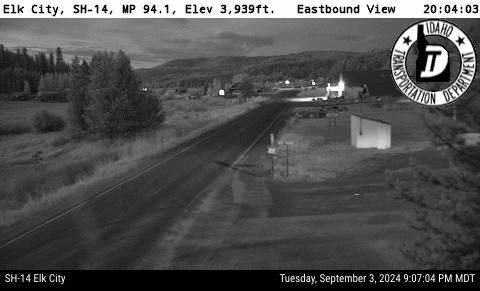 Elk City, SH-14, MP 94.1, Elev 3,939ft. Eastbound View 20:04:03
IDAHO
TRANSPORTATION DEPARTMENT
SH-14 Elk City Tuesday, September 3, 2024 9:07:04 PM MDT